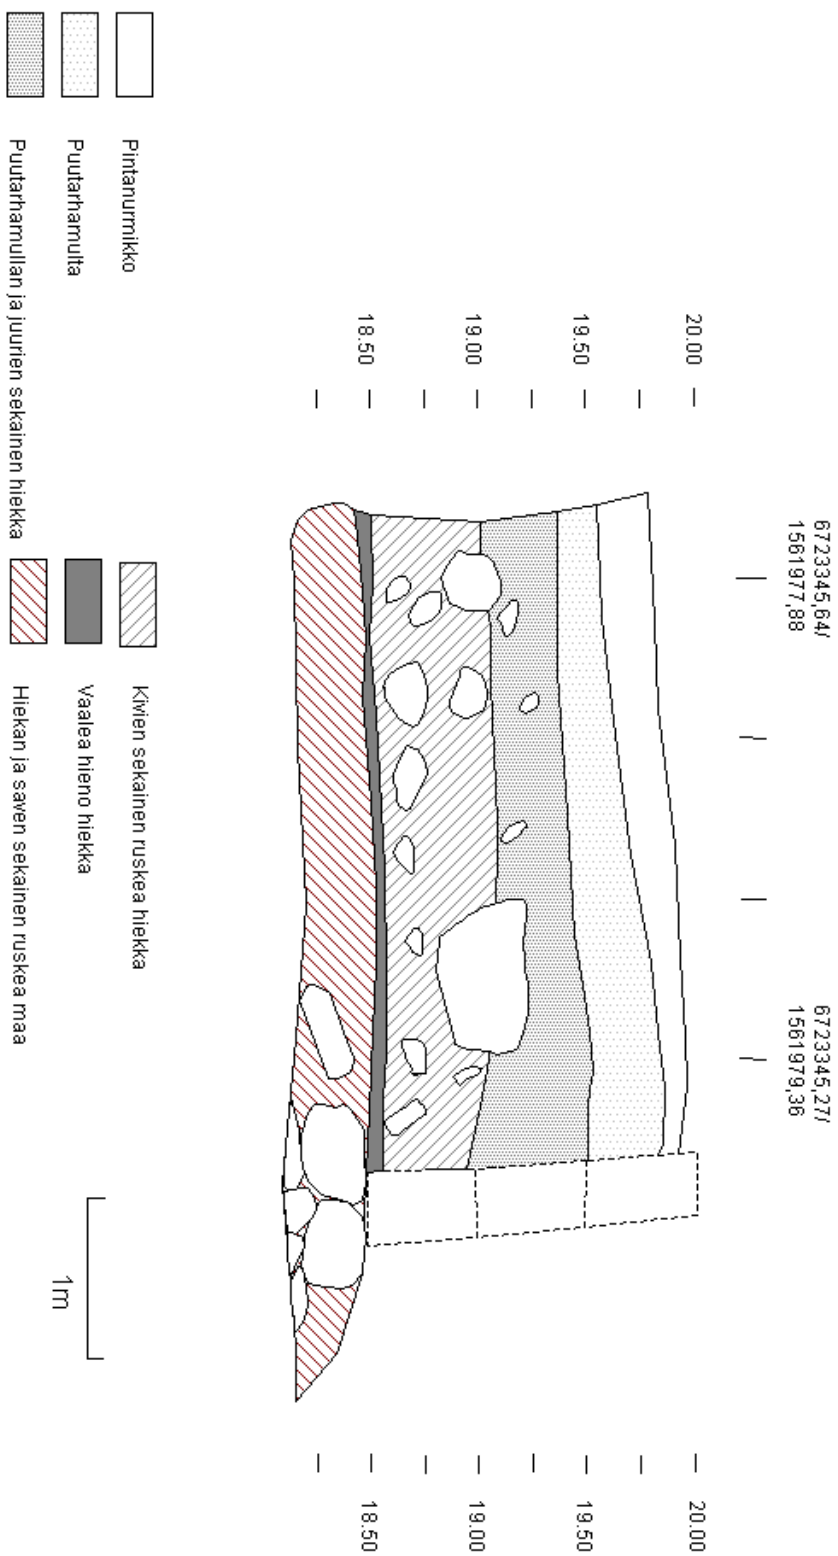 6723345,64/
1561977,88
6723345,27/
1561979,36
20.00
20.00
19.50
19.50
19.00
19.00
18.50
18.50
Pintanurmikko
Kivien sekainen ruskea hiekka
Puutarhamulta
Vaalea hieno hiekka
Puutarhamullan ja juurien sekainen hiekka
Hiekan ja saven sekainen ruskea maa
1m